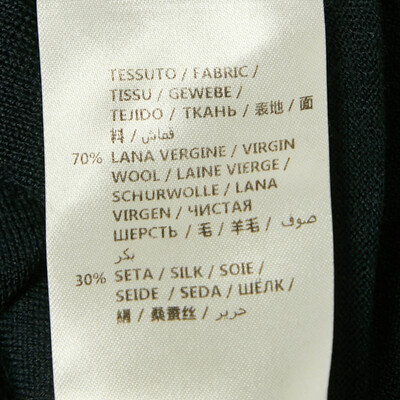 TESSUTO / FABRIC /
TISSU / GEWEBE /
TEJIDO / ТКАНЬ / 表地 / 面
料 / قماش
70% LANA VERGINE / VIRGIN
WOOL / LAINE VIERGE /
SCHURWOLLE / LANA
VIRGEN / ЧИСТАЯ
ШЕРСТЬ / 毛 / 羊毛 / صوف
بكر
30% SETA / SILK / SOIE /
SEIDE / SEDA / ШЁЛК /
絹 / 桑蚕丝 / حرير